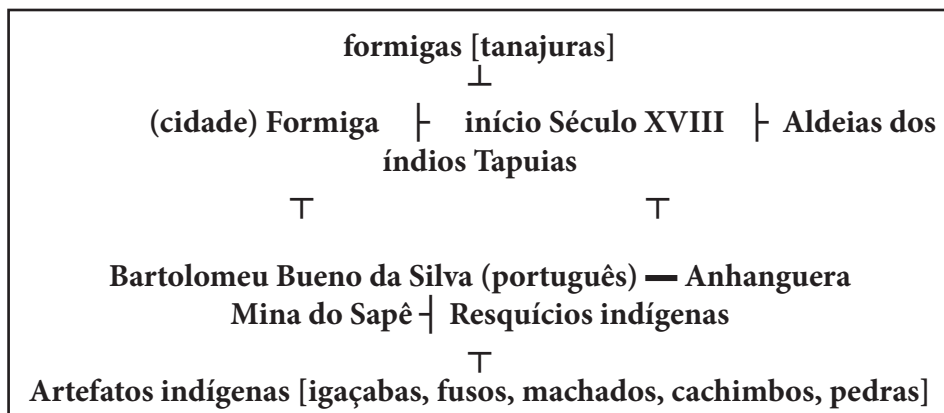 formigas [tanajuras]
⊥
(cidade) Formiga ├ início Século XVIII ├ Aldeias dos
índios Tapuias
┬ ┬
Bartolomeu Bueno da Silva (português) — Anhanguera
Mina do Sapê ┤ Resquícios indígenas
┬
Artefatos indígenas [igaçabas, fusos, machados, cachimbos, pedras]